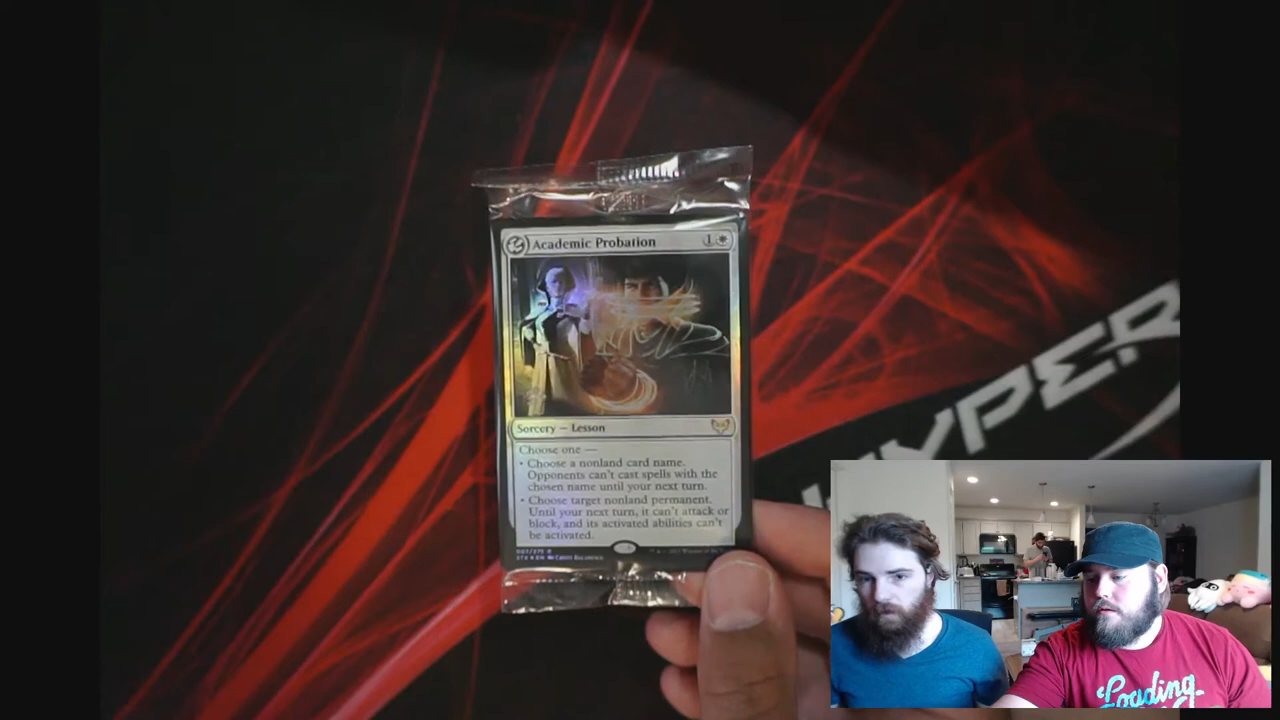 Academic Probation 1
Sorcery — Lesson
Choose one —
• Choose a nonland card name.
Opponents can't cast spells with the
chosen name until your next turn.
• Choose target nonland permanent.
Until your next turn, it can't attack or
block, and its activated abilities can't
be activated.
HYPER
Loading